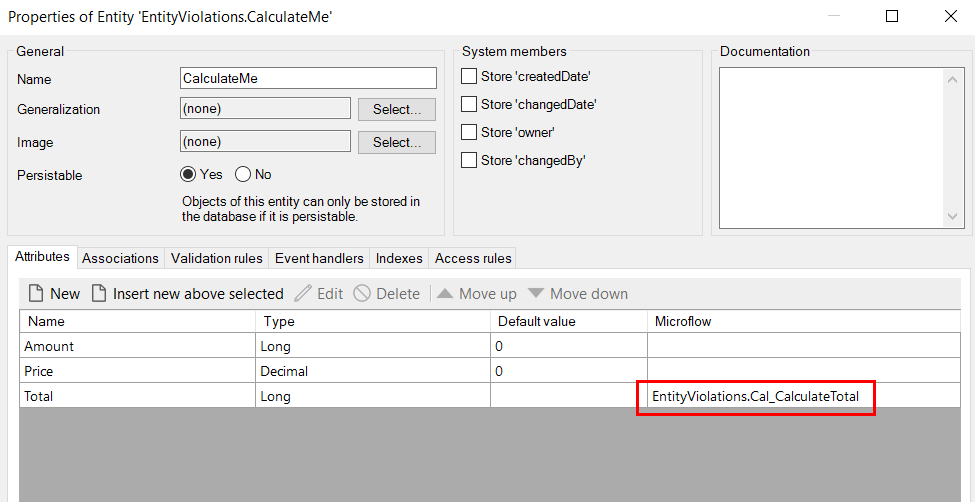 Properties of Entity 'EntityViolations.CalculateMe'
General
Name
CalculateMe
Generalization
(none)
Select...
Image
(none)
Select...
Persistable
Yes
No
Objects of this entity can only be stored in
the database if it is persistable.
System members
Store 'createdDate'
Store 'changedDate'
Store 'owner'
Store 'changedBy'
Documentation
Attributes Associations Validation rules Event handlers Indexes Access rules
New Insert new above selected Edit Delete Move up Move down
Name Type Default value Microflow
Amount Long 0
Price Decimal 0
Total Long EntityViolations.Cal_CalculateTotal